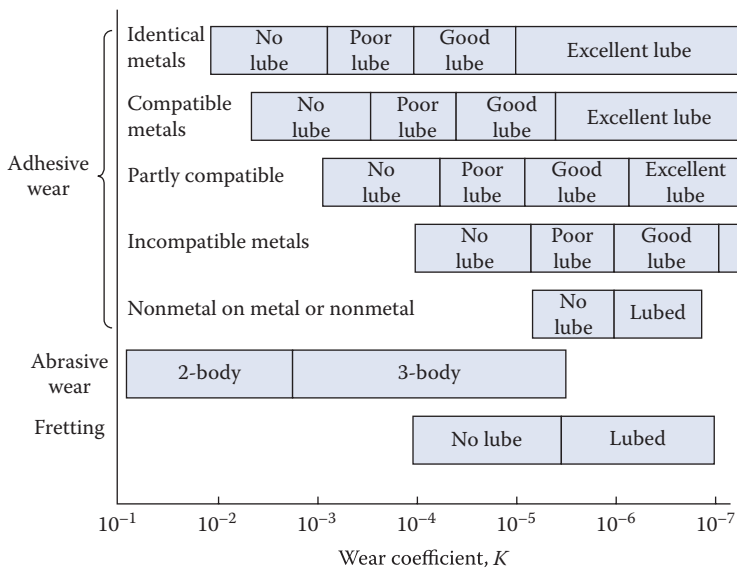 Identical
metals
No
lube
Poor
lube
Good
lube
Excellent lube
Compatible
metals
No
lube
Poor
lube
Good
lube
Excellent lube
Adhesive
wear
Partly compatible
No
lube
Poor
lube
Good
lube
Excellent
lube
Incompatible metals
No
lube
Poor
lube
Good
lube
Nonmetal on metal or nonmetal
No
lube
Lubed
Abrasive
wear
2-body
3-body
Fretting
No lube
Lubed
10⁻¹ 10⁻² 10⁻³ 10⁻⁴ 10⁻⁵ 10⁻⁶ 10⁻⁷
Wear coefficient, K